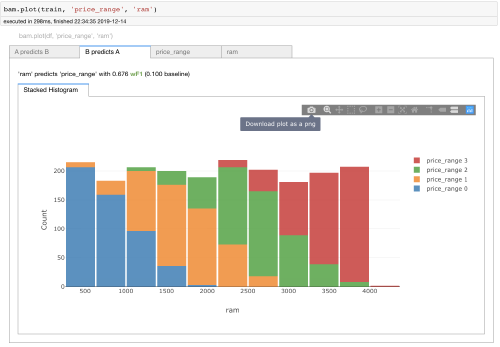 bam.plot(train, 'price_range', 'ram')
executed in 298ms, finished 22:34:35 2019-12-14
bam.plot(df, 'price_range', 'ram')
A predicts B
B predicts A
price_range
ram
'ram' predicts 'price_range' with 0.676 wF1 (0.100 baseline)
Stacked Histogram
Download plot as a png
price_range 3
price_range 2
price_range 1
price_range 0
200
150
100
50
0
Count
500 1000 1500 2000 2500 3000 3500 4000
ram